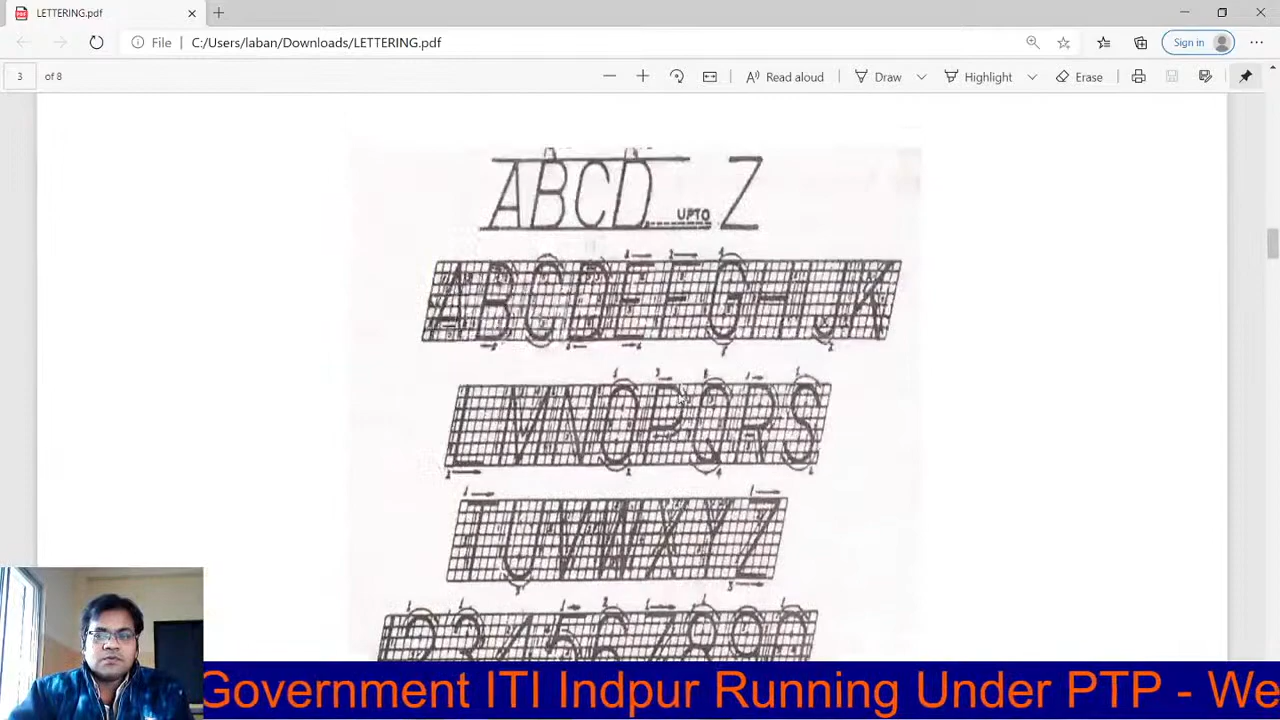 LETTERING.pdf
File C:/Users/laban/Downloads/LETTERING.pdf
Sign in
3 of 8
Read aloud Draw Highlight Erase
ABCD UPTO Z
ABCDEFGHIJK
LMNOPQRS
TUVWXYZ
234567890
Government ITI Indpur Running Under PTP - We